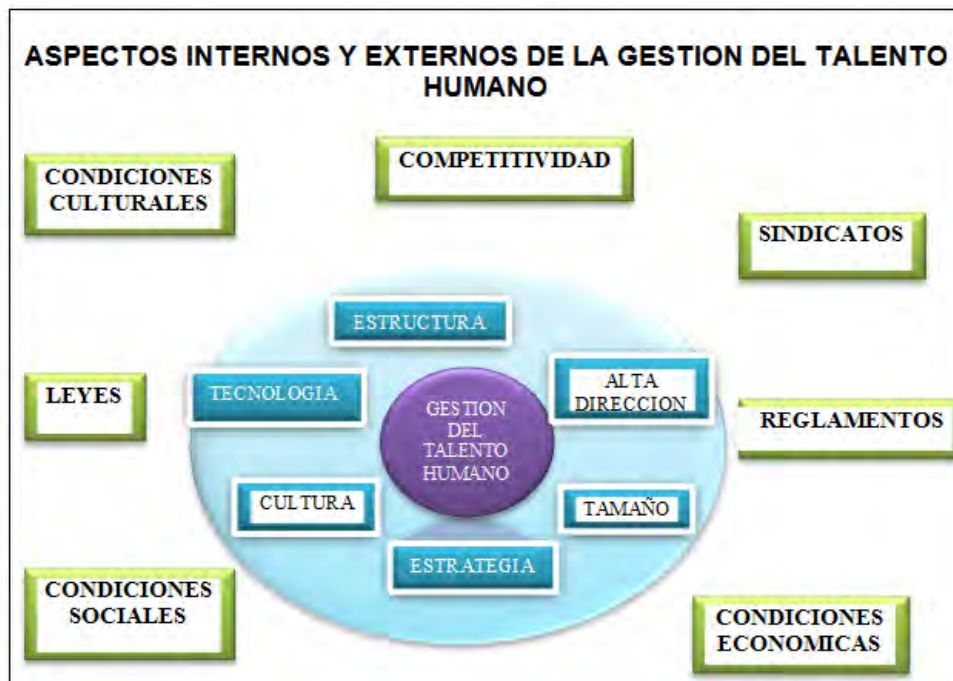 ASPECTOS INTERNOS Y EXTERNOS DE LA GESTION DEL TALENTO
HUMANO
CONDICIONES
CULTURALES
COMPETITIVIDAD
SINDICATOS
ESTRUCTURA
TECNOLOGIA
ALTA
DIRECCION
LEYES
GESTION
DEL
TALENTO
HUMANO
REGLAMENTOS
CULTURA
TAMAÑO
ESTRATEGIA
CONDICIONES
SOCIALES
CONDICIONES
ECONOMICAS